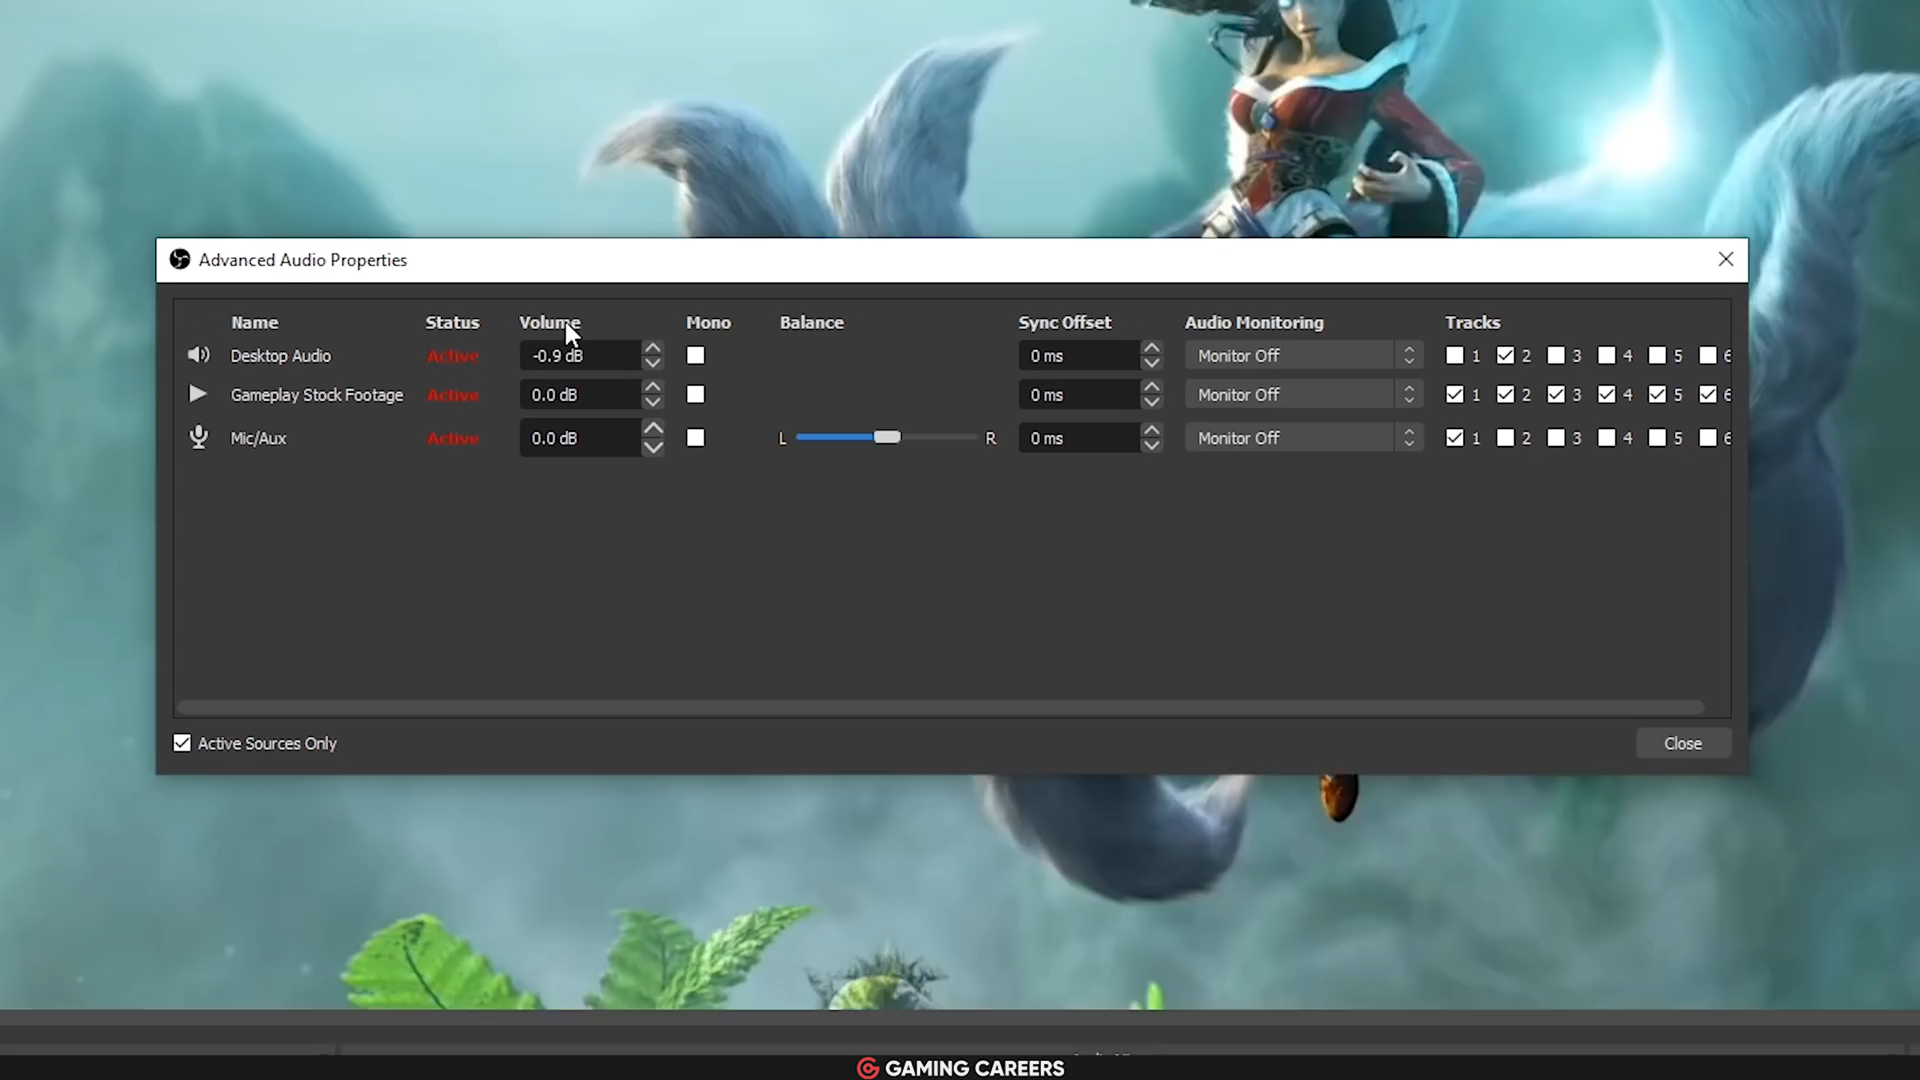 Advanced Audio Properties
Name Status Volume Mono Balance Sync Offset Audio Monitoring Tracks
Desktop Audio Active -0.9 dB 0 ms Monitor Off 1 2 3 4 5 6
Gameplay Stock Footage Active 0.0 dB 0 ms Monitor Off 1 2 3 4 5 6
Mic/Aux Active 0.0 dB L R 0 ms Monitor Off 1 2 3 4 5 6
Active Sources Only Close
GAMING CAREERS